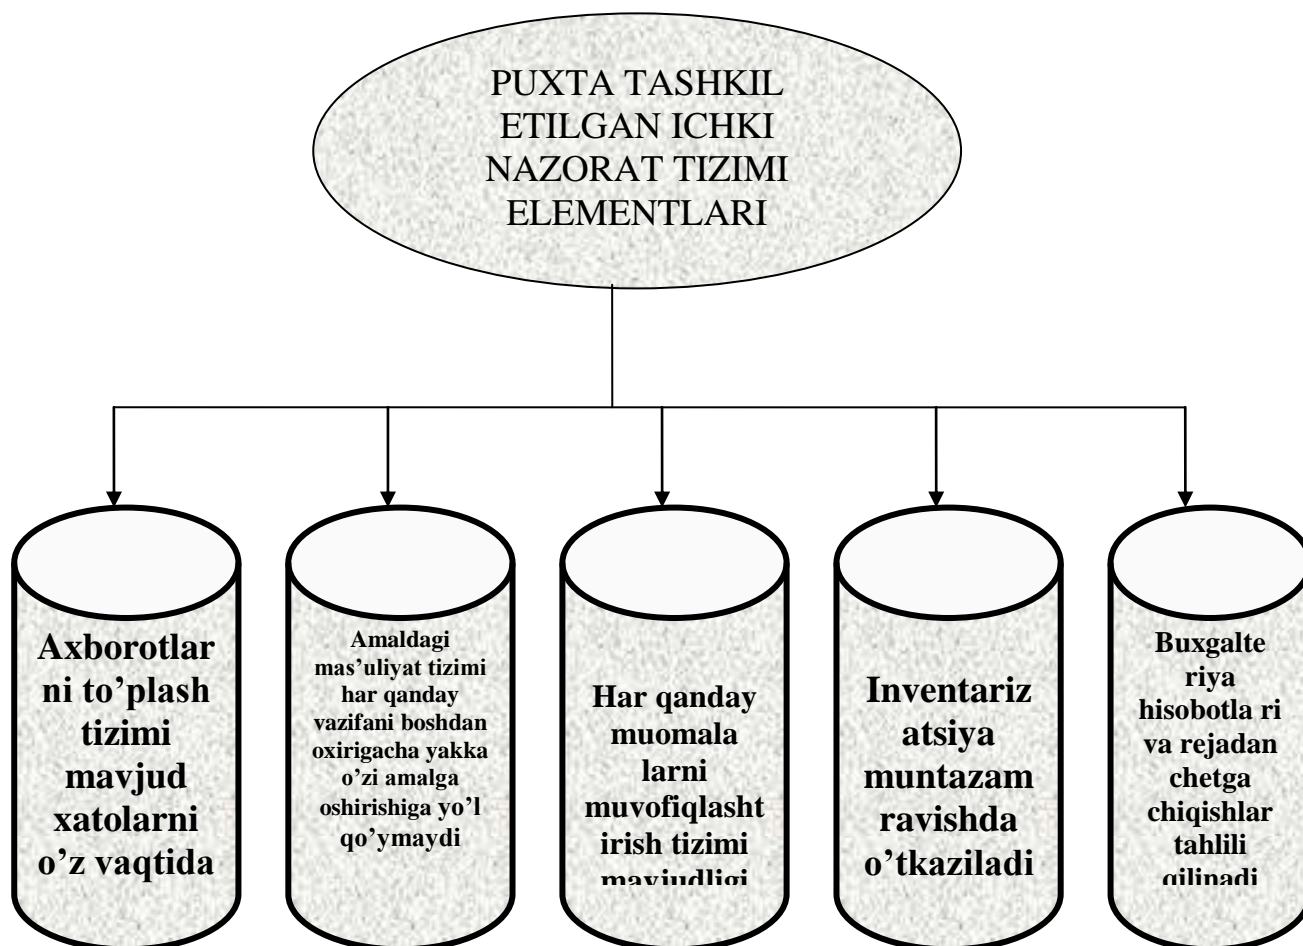 PUXTA TASHKIL
ETILGAN ICHKI
NAZORAT TIZIMI
ELEMENTLARI
Axborotlar
ni to’plash
tizimi
mavjud
xatolarni
o’z vaqtida
Amaldagi
mas’uliyat tizimi
har qanday
vazifani boshdan
oxirigacha yakka
o’zi amalga
oshirishiga yo’l
qo’ymaydi
Har qanday
muomala
larni
muvofiqlasht
irish tizimi
mavjudligi
Inventariz
atsiya
muntazam
ravishda
o’tkaziladi
Buxgalte
riya
hisobotla ri
va rejadan
chetga
chiqishlar
tahlili
qilinadi